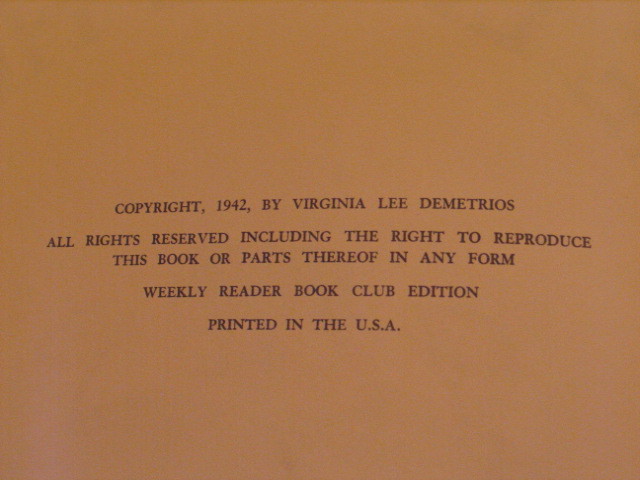 COPYRIGHT, 1942, BY VIRGINIA LEE DEMETRIOS
ALL RIGHTS RESERVED INCLUDING THE RIGHT TO REPRODUCE
THIS BOOK OR PARTS THEREOF IN ANY FORM
WEEKLY READER BOOK CLUB EDITION
PRINTED IN THE U.S.A.